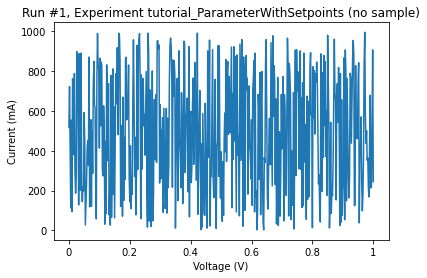 Run #1, Experiment tutorial_ParameterWithSetpoints (no sample)
1000
800
600
400
200
0
Current (mA)
0 0.2 0.4 0.6 0.8 1
Voltage (V)